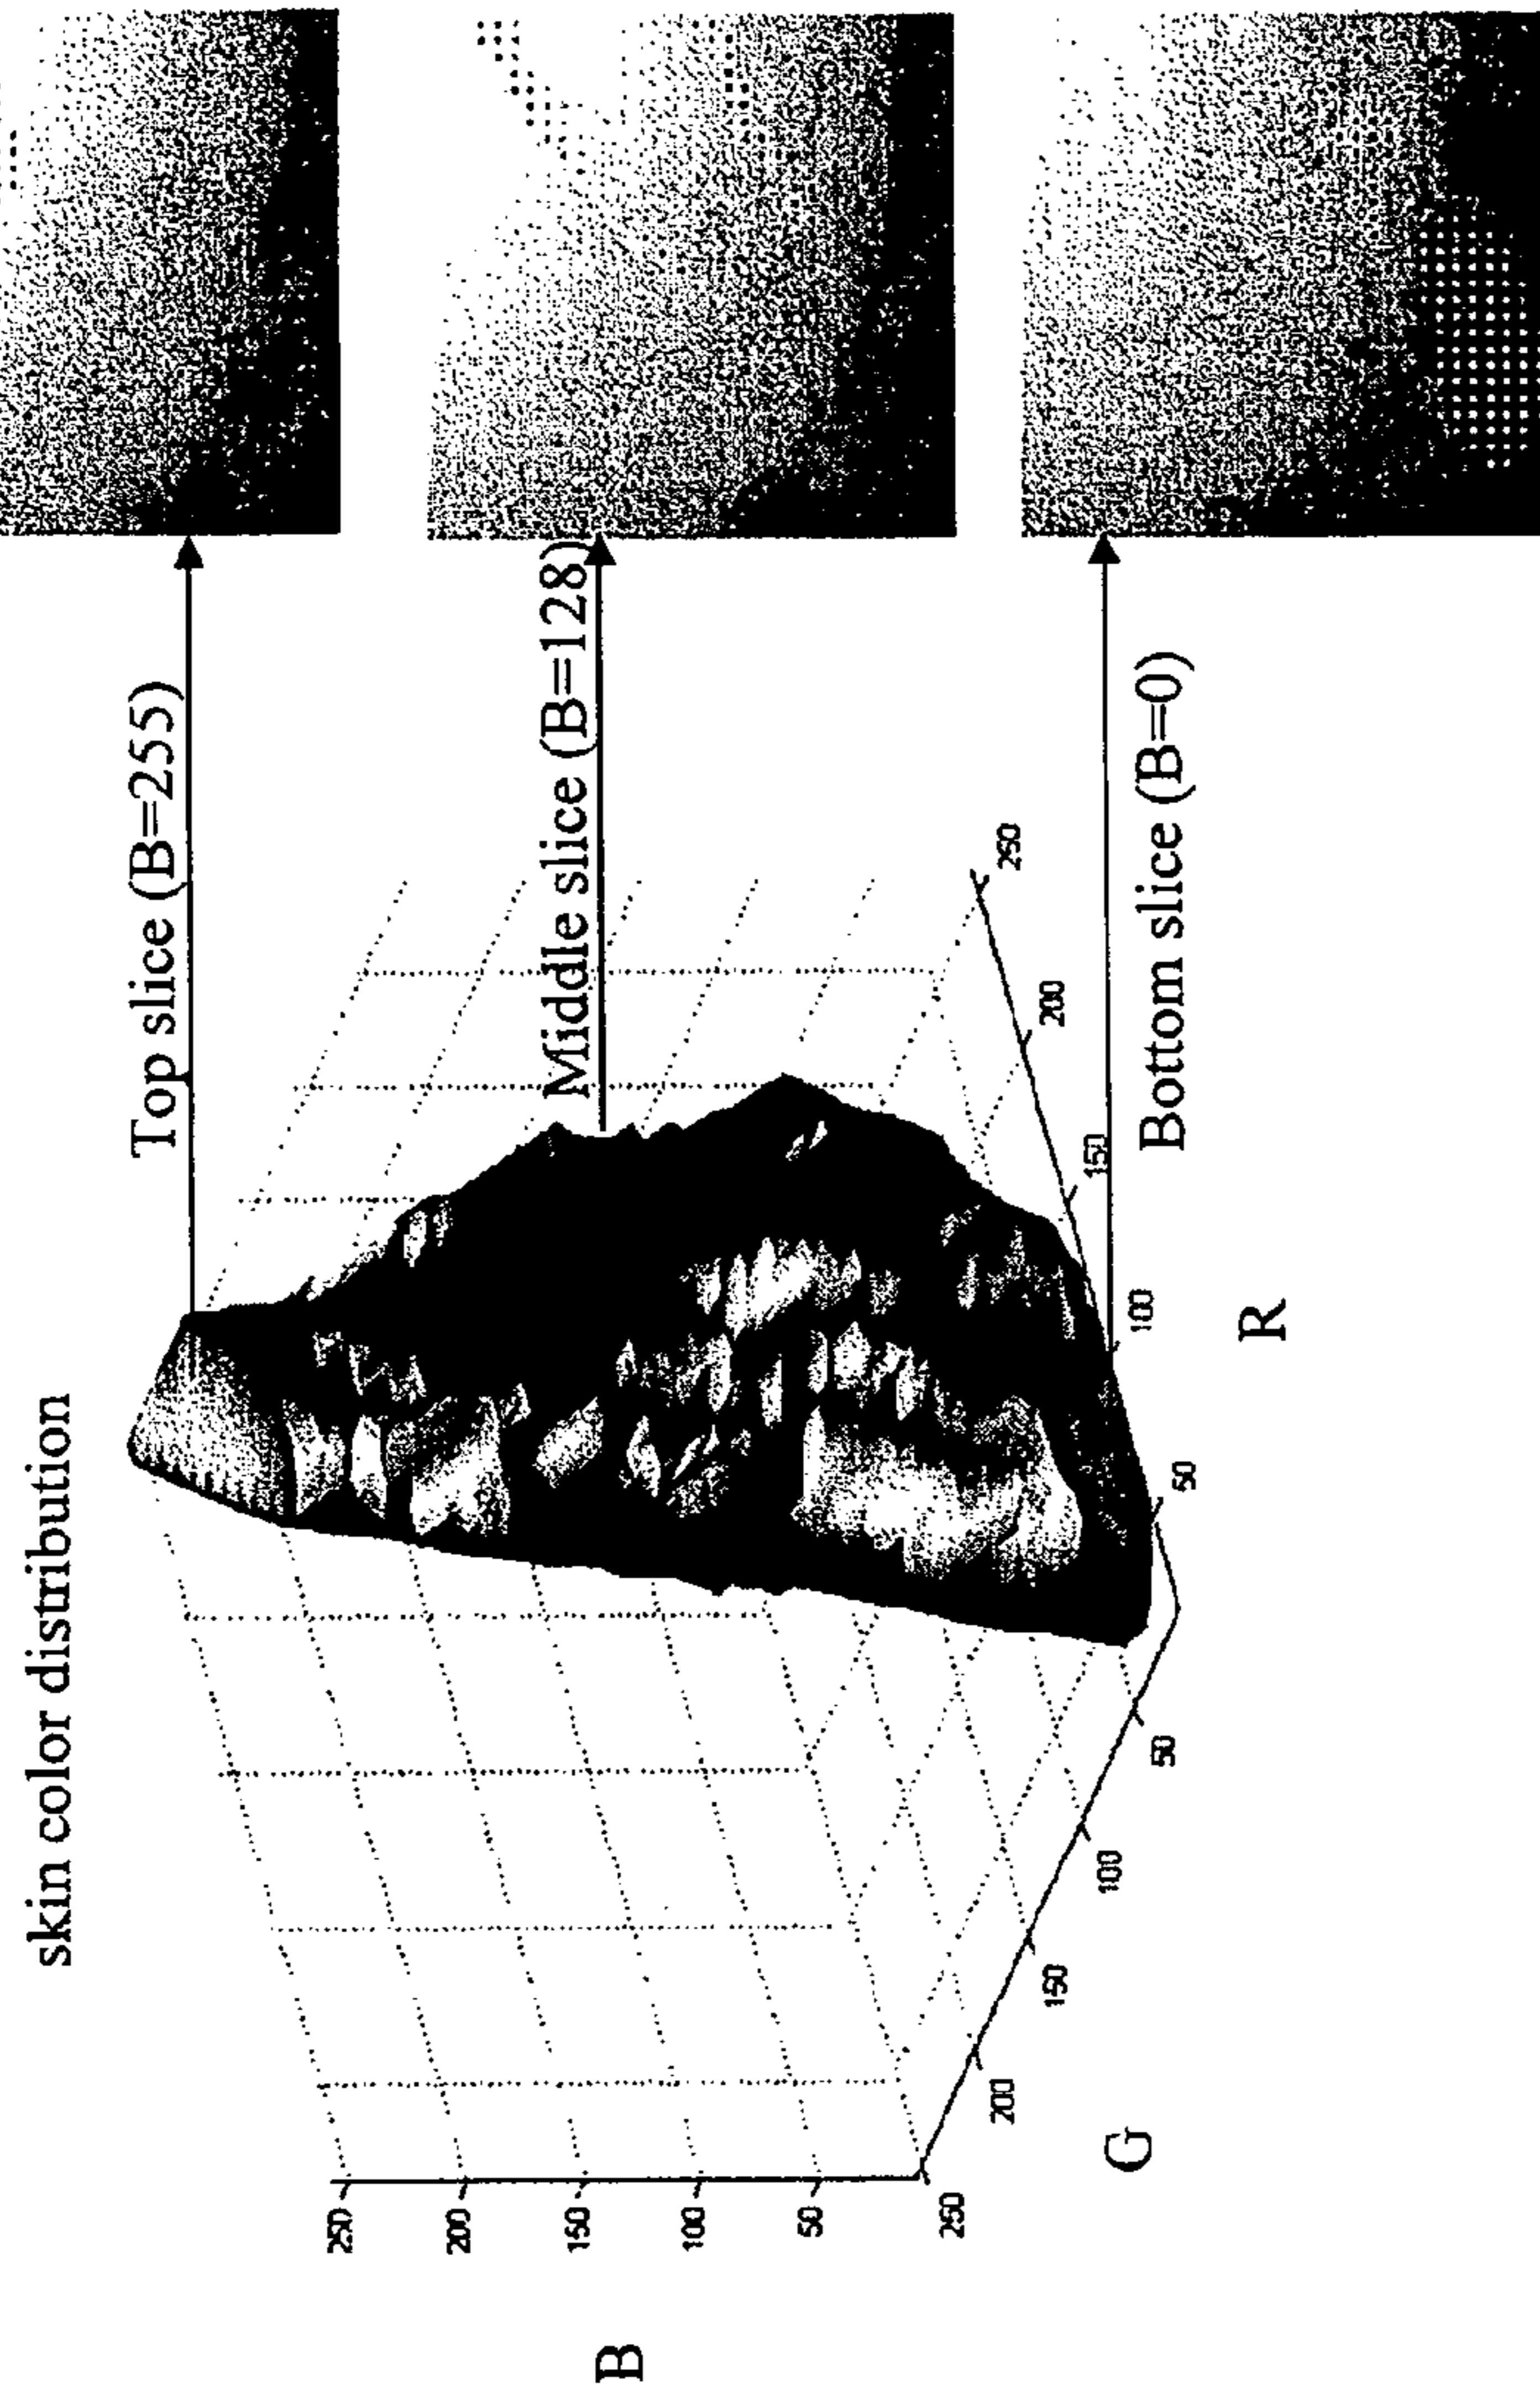 skin color distribution
Top slice (B=255)
Middle slice (B=128)
Bottom slice (B=0)
B
250
200
150
100
50
250
200
150
100
50
G
50
100
150
200
250
R